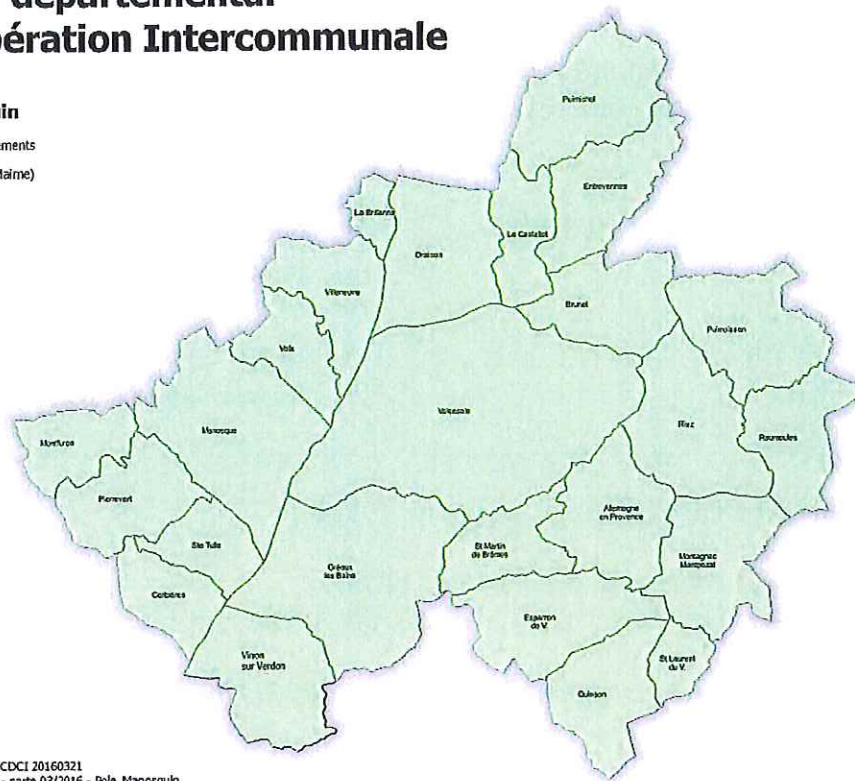 départemental
pération Intercommunale
in
ements
Maime)
Puimichel
Entrevennes
Le Castellet
La Brillanne
Oraison
Villeneuve
Brunet
Puimoisson
Volx
Valensole
Manosque
Riez
Roumoules
Montfuron
Pierrevert
Allemagne
en Provence
Ste Tulle
St Martin
de Brômes
Gréoux
les Bains
Montagnac
Montpezat
Corbières
Esparron
de V.
Vinon
sur Verdon
St Laurent
du V.
Quinson
CDCI 20160321
- carte 03/2016 - Pole_Manosquin